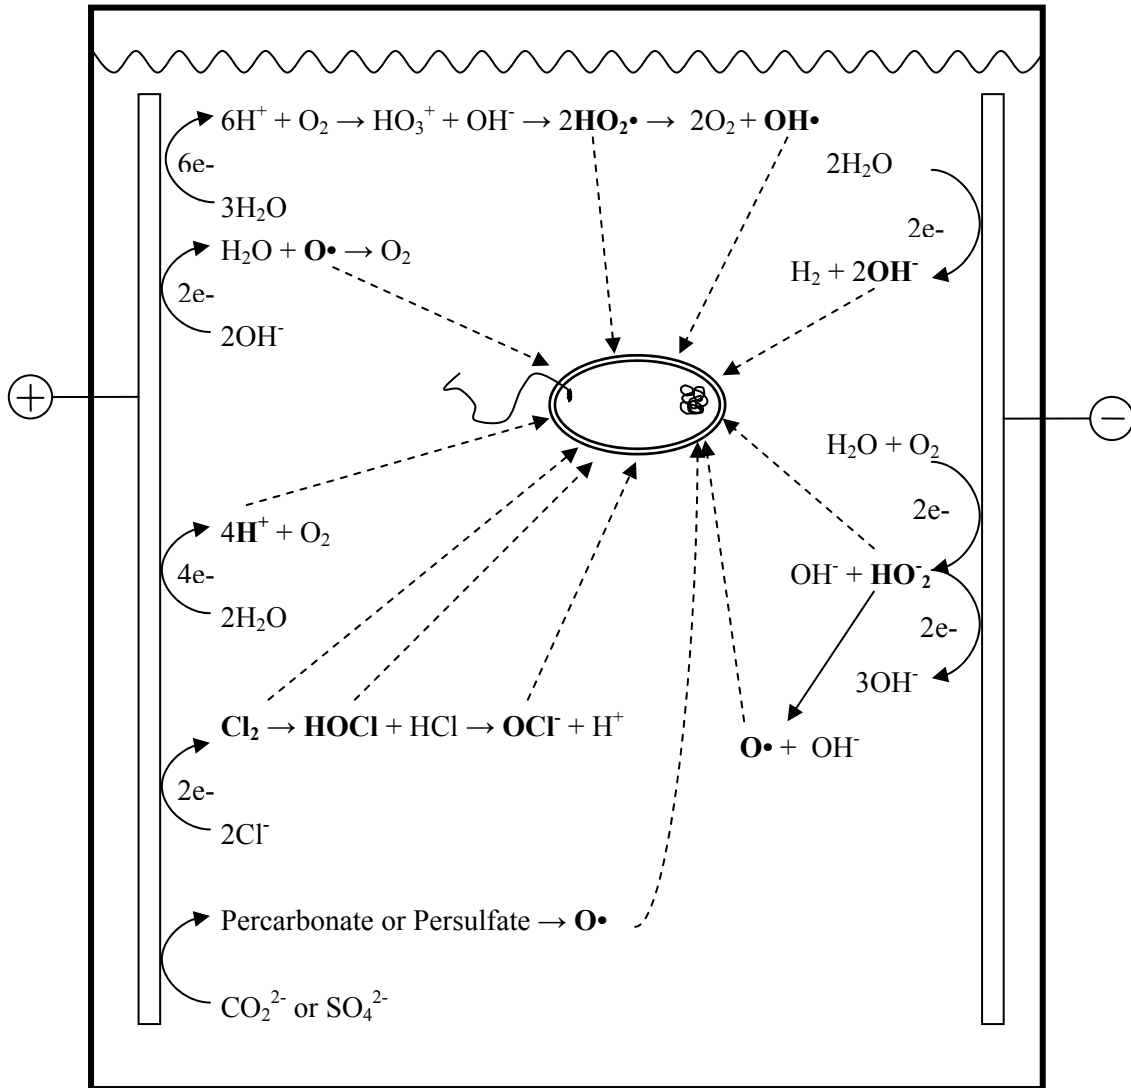 6H⁺ + O₂ → HO₃⁺ + OH⁻ → 2HO₂• → 2O₂ + OH•
6e-
3H₂O
H₂O + O• → O₂
2e-
2OH⁻
2H₂O
2e-
H₂ + 2OH⁻
+
−
H₂O + O₂
2e-
OH⁻ + HO⁻₂
2e-
3OH⁻
O• + OH⁻
4H⁺ + O₂
4e-
2H₂O
Cl₂ → HOCl + HCl → OCl⁻ + H⁺
2e-
2Cl⁻
Percarbonate or Persulfate → O•
CO₂²⁻ or SO₄²⁻